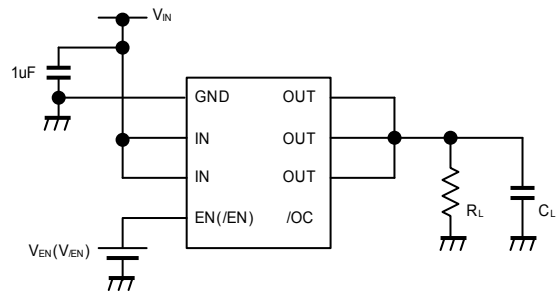 VIN
1uF
GND OUT
IN OUT
IN OUT
EN(/EN) /OC
RL CL
VEN(V/EN)